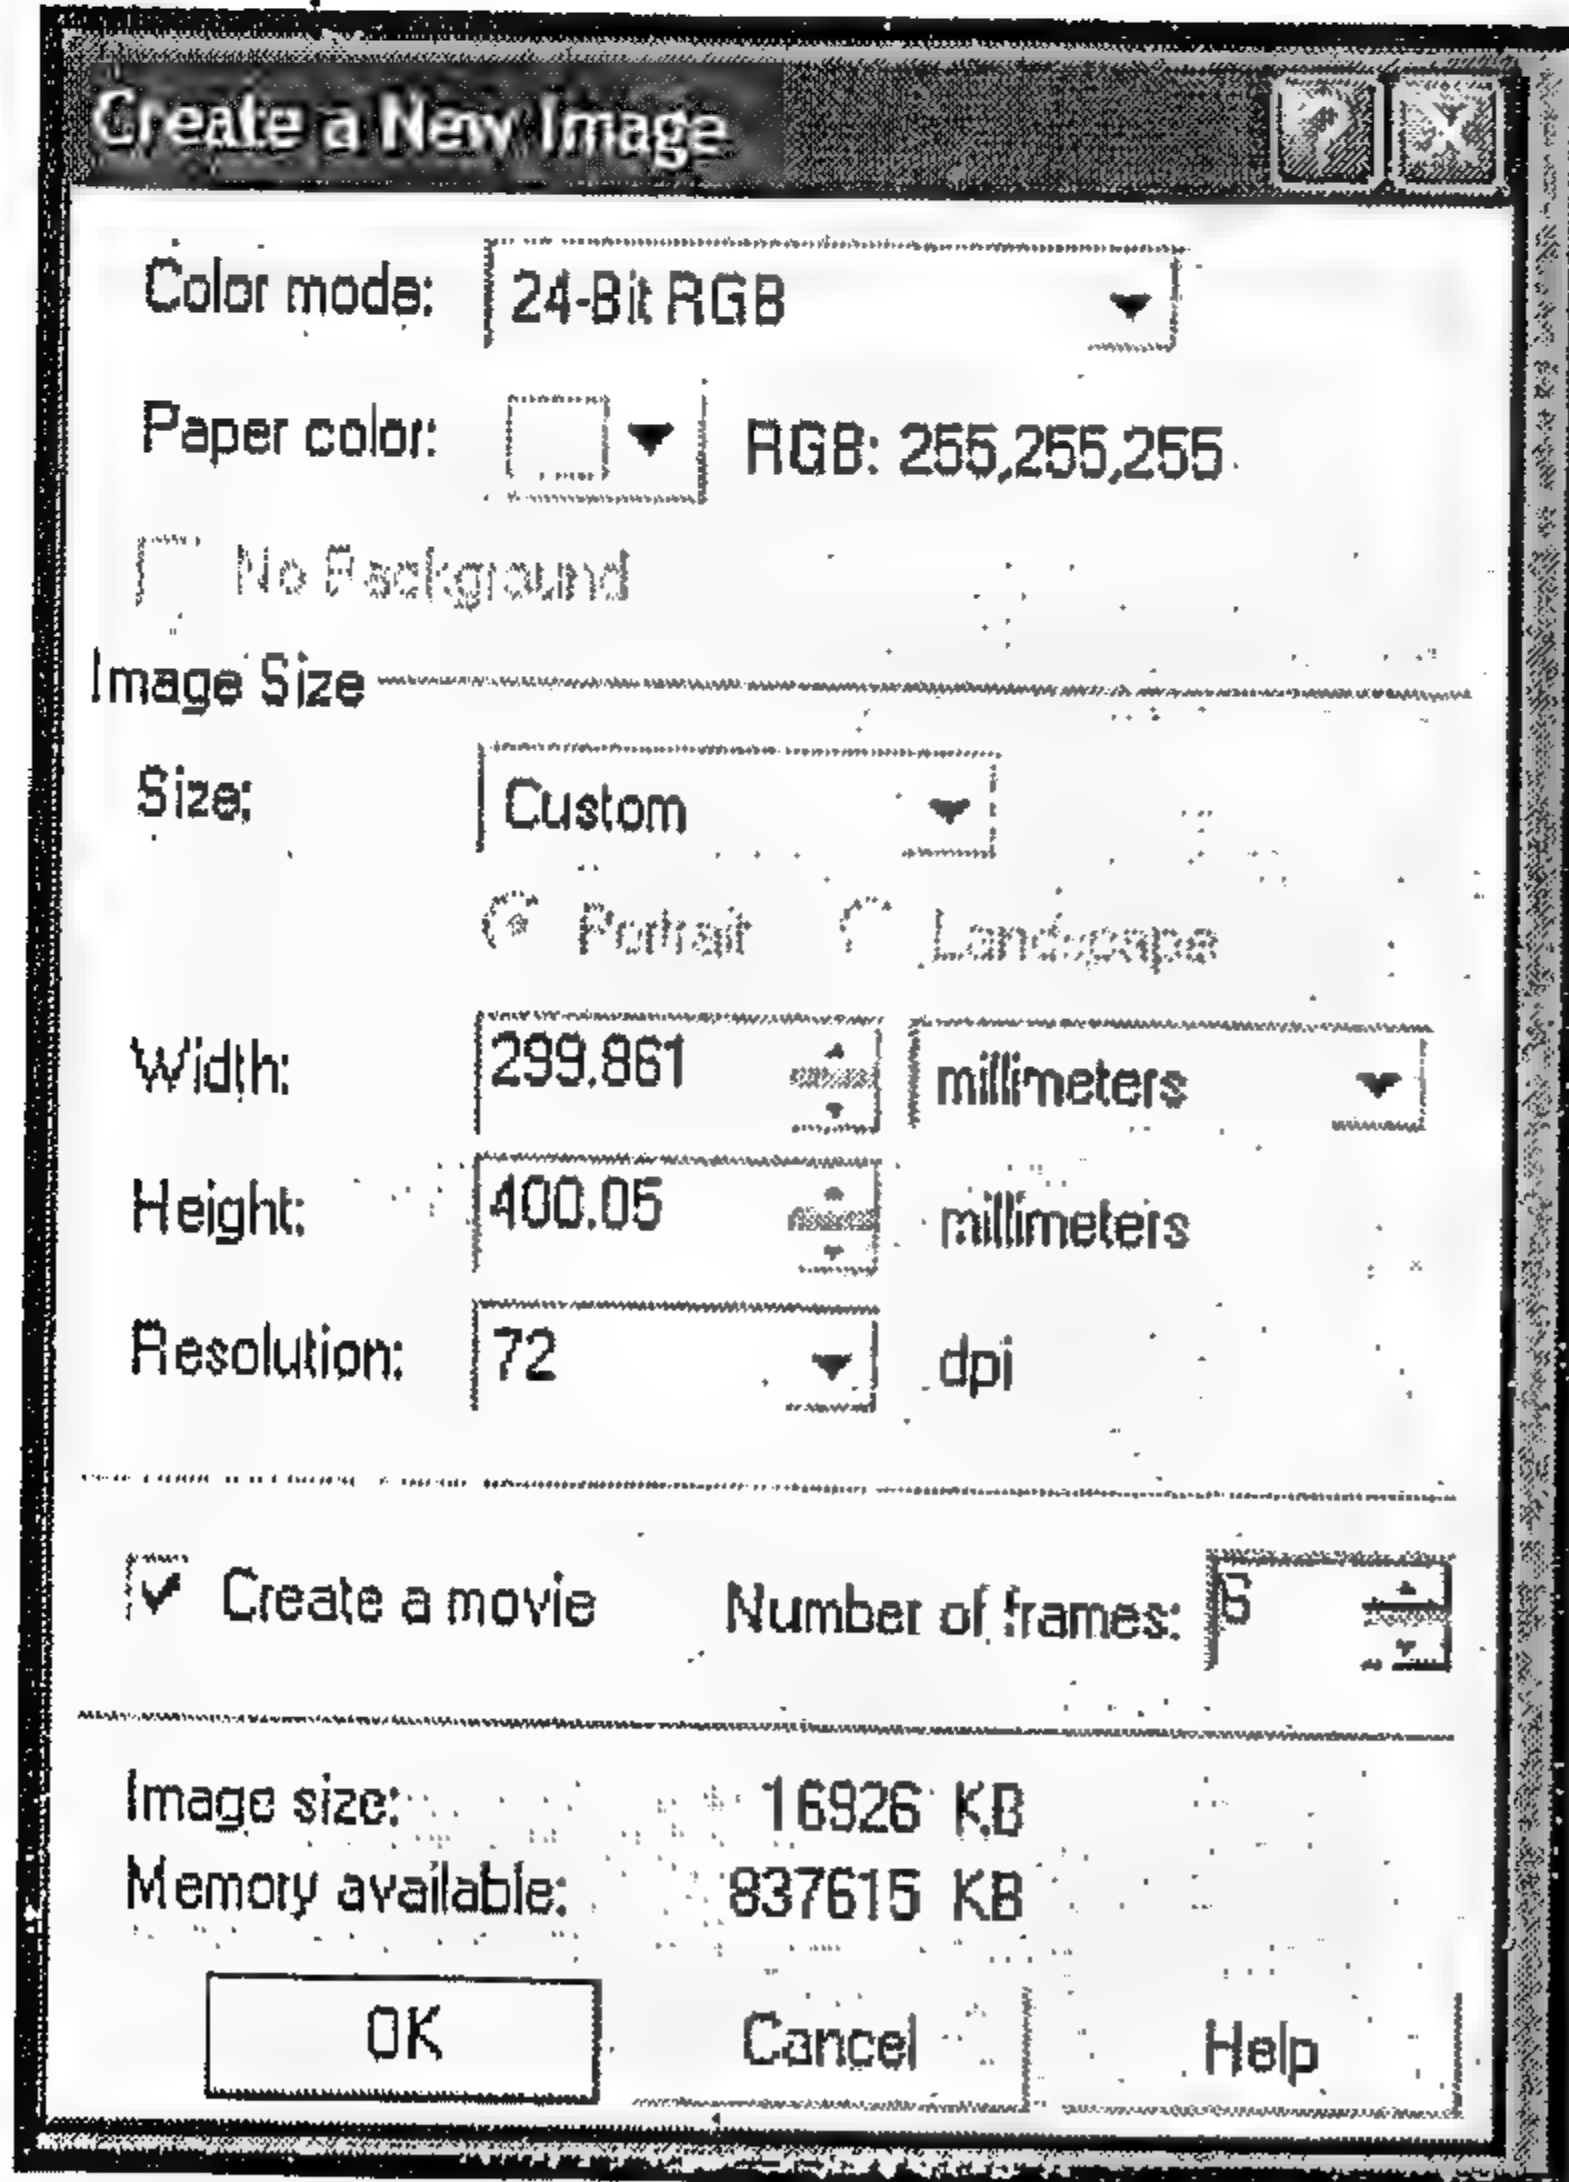 Create a New Image ? X
Color mode: 24-Bit RGB
Paper color: RGB: 255,255,255
No Background
Image Size
Size: Custom
Portrait Landscape
Width: 299.861 millimeters
Height: 400.05 millimeters
Resolution: 72 dpi
Create a movie Number of frames: 6
Image size: 16926 KB
Memory available: 837615 KB
OK Cancel Help